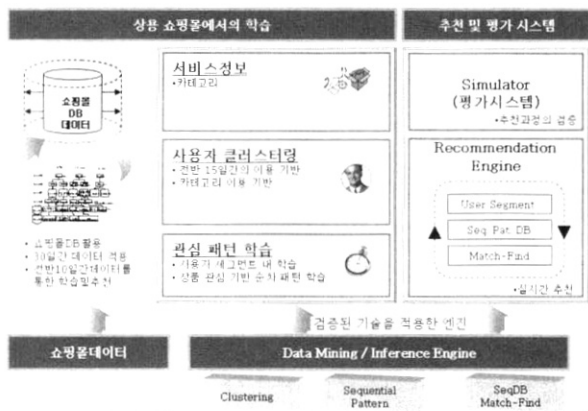 상용 쇼핑몰에서의 학습
추천 및 평가 시스템
쇼핑몰
DB
데이터
• 쇼핑몰DB활용
• 30일간 데이터 적용
• 전반10일간데이터를
통한 학습및추천
서비스정보
• 카테고리
사용자 클러스터링
• 전반 15일간의 이용 기반
• 카테고리 이용 기반
관심 패턴 학습
• 사용자 세그먼트 내 학습
• 상품 관심 기반 순차 패턴 학습
Simulator
(평가시스템)
• 추천과정의 검증
Recommendation
Engine
User Segment
Seq. Pat. DB
Match-Find
• 실시간 추천
검증된 기술을 적용한 엔진
쇼핑몰데이터
Data Mining / Inference Engine
Clustering
Sequential
Pattern
SeqDB
Match-Find